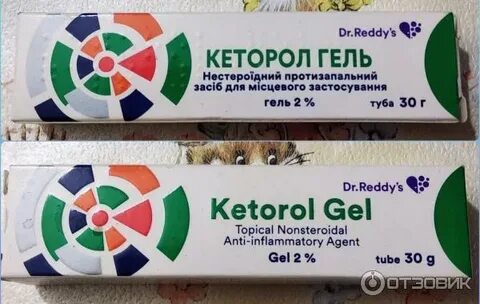 Dr.Reddy's
КЕТОРОЛ ГЕЛЬ
Нестероїдний протизапальний
засіб для місцевого застосування
гель 2 %
туба 30 г
Dr.Reddy's
Ketorol Gel
Topical Nonsteroidal
Anti-inflammatory Agent
Gel 2 %
tube 30 g
ОТЗОВИК